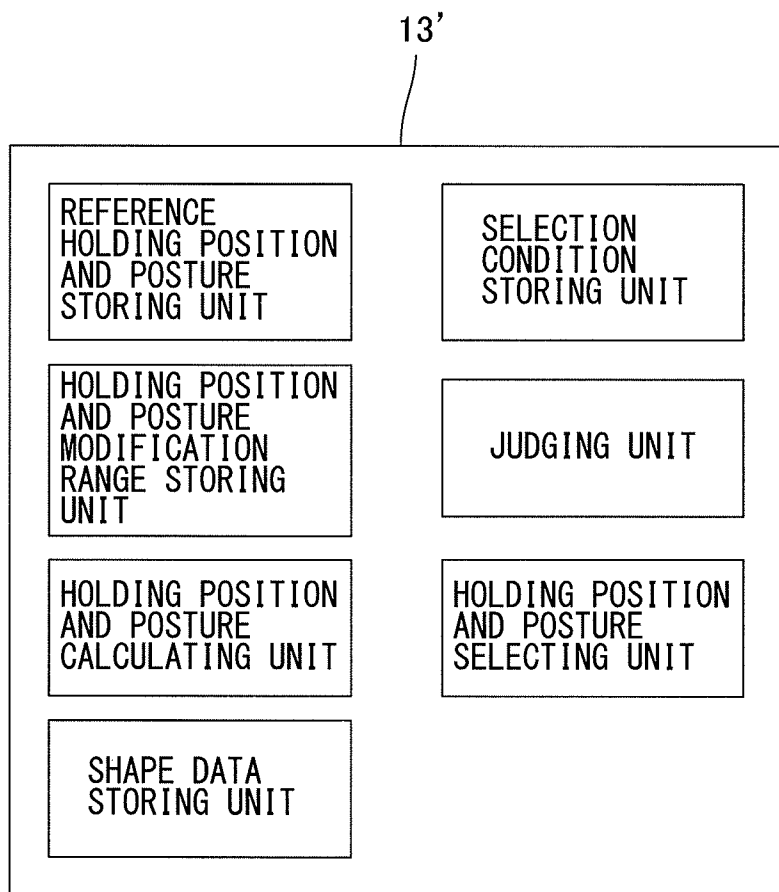 13'
REFERENCE
HOLDING POSITION
AND POSTURE
STORING UNIT
SELECTION
CONDITION
STORING UNIT
HOLDING POSITION
AND POSTURE
MODIFICATION
RANGE STORING
UNIT
JUDGING UNIT
HOLDING POSITION
AND POSTURE
CALCULATING UNIT
HOLDING POSITION
AND POSTURE
SELECTING UNIT
SHAPE DATA
STORING UNIT